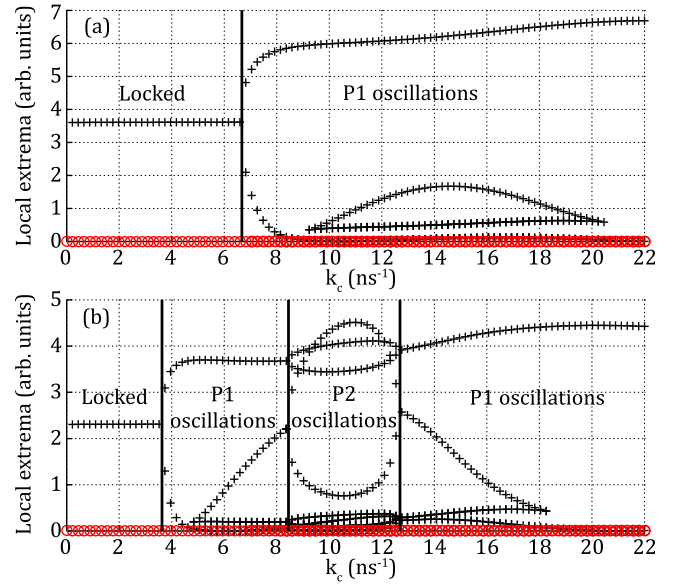 7
(a)
6
5
Locked
P1 oscillations
4
3
2
1
0
Local extrema (arb. units)
0 2 4 6 8 10 12 14 16 18 20 22
k_c (ns⁻¹)
5
(b)
4
Locked
P1
oscillations
P2
oscillations
P1 oscillations
3
2
1
0
Local extrema (arb. units)
0 2 4 6 8 10 12 14 16 18 20 22
k_c (ns⁻¹)